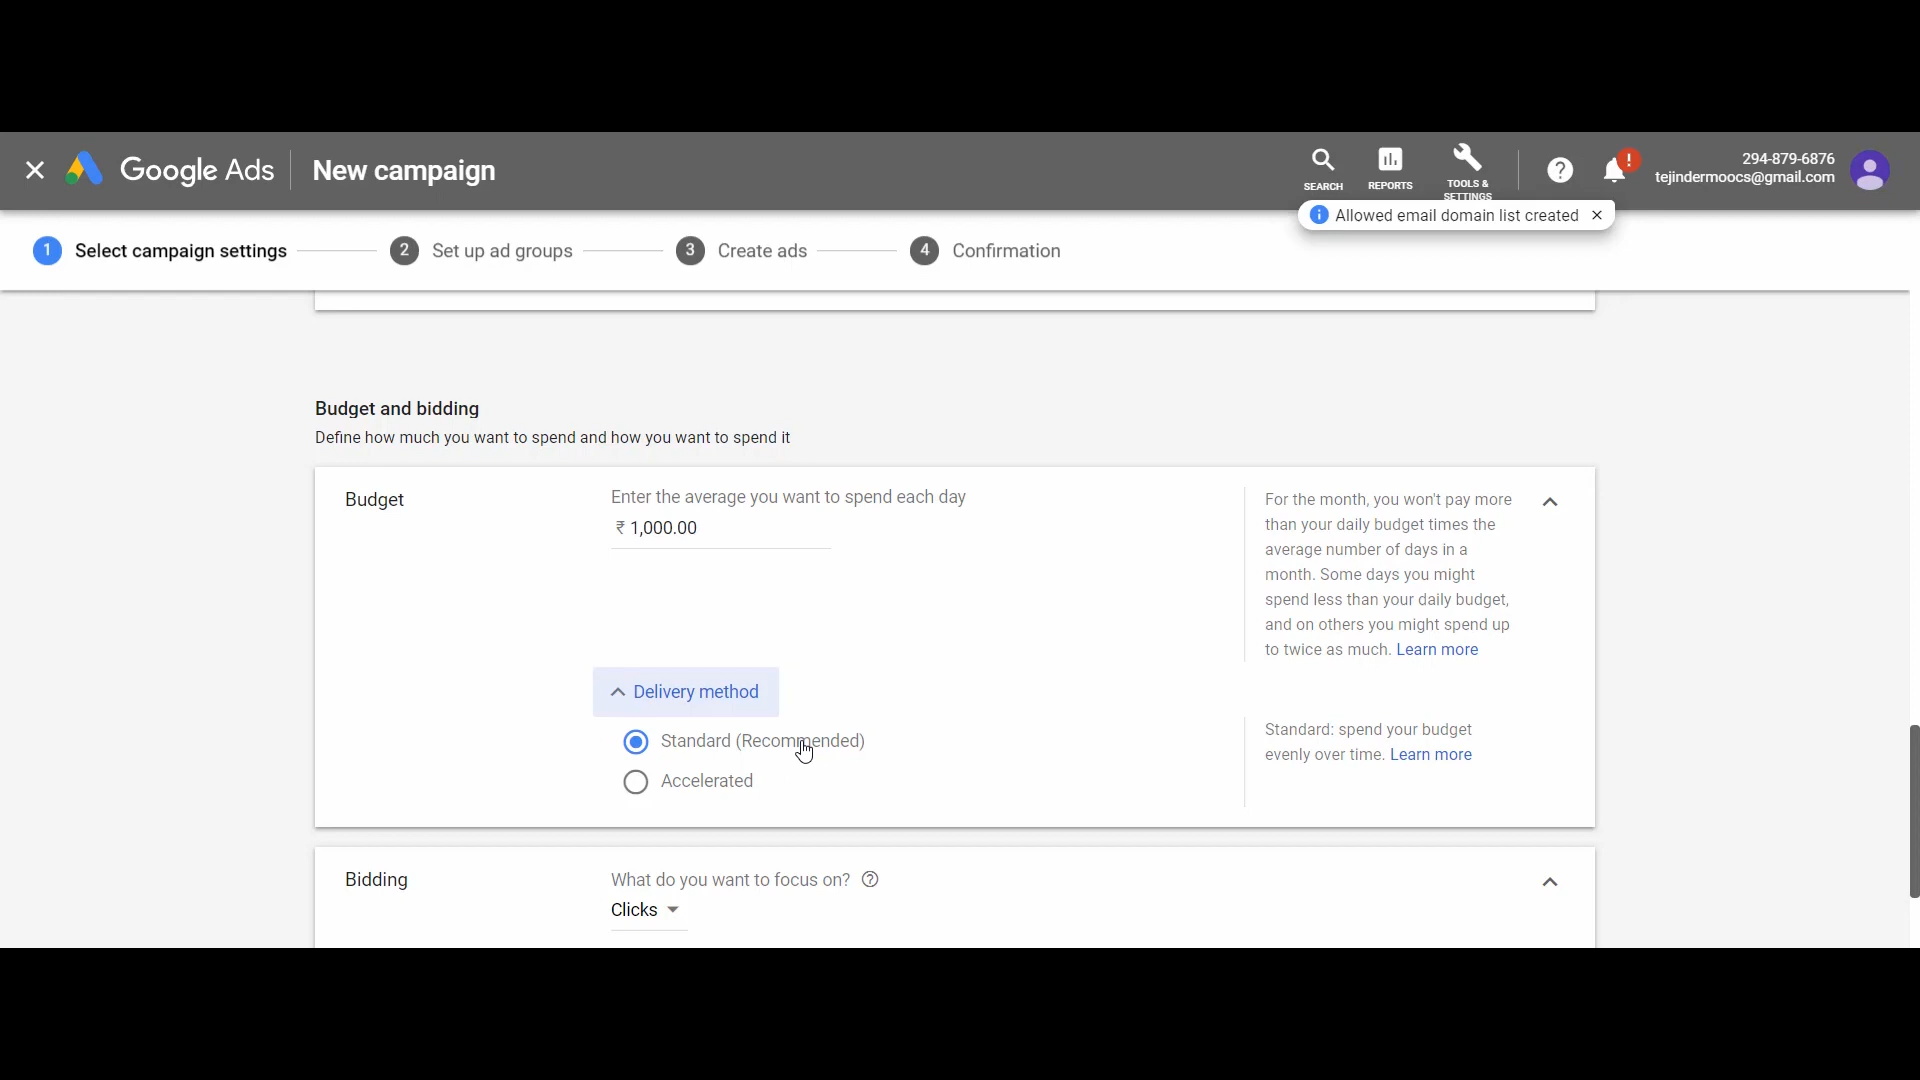 Google Ads
New campaign
SEARCH
REPORTS
TOOLS &
SETTINGS
294-879-6876
tejindermoocs@gmail.com
Allowed email domain list created
1 Select campaign settings
2 Set up ad groups
3 Create ads
4 Confirmation
Budget and bidding
Define how much you want to spend and how you want to spend it
Budget
Enter the average you want to spend each day
₹ 1,000.00
For the month, you won't pay more
than your daily budget times the
average number of days in a
month. Some days you might
spend less than your daily budget,
and on others you might spend up
to twice as much. Learn more
Delivery method
Standard (Recommended)
Accelerated
Standard: spend your budget
evenly over time. Learn more
Bidding
What do you want to focus on?
Clicks